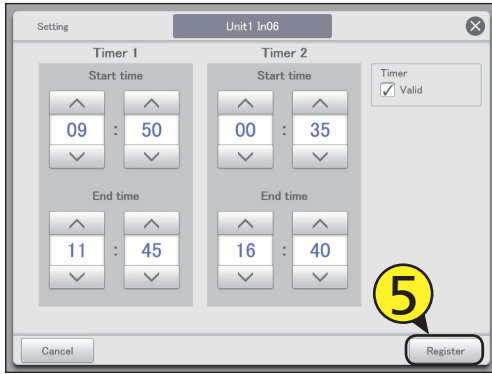 Setting
Unit1 In06
Timer 1
Timer 2
Start time
Start time
Timer
Valid
09 : 50
00 : 35
End time
End time
11 : 45
16 : 40
5
Cancel
Register